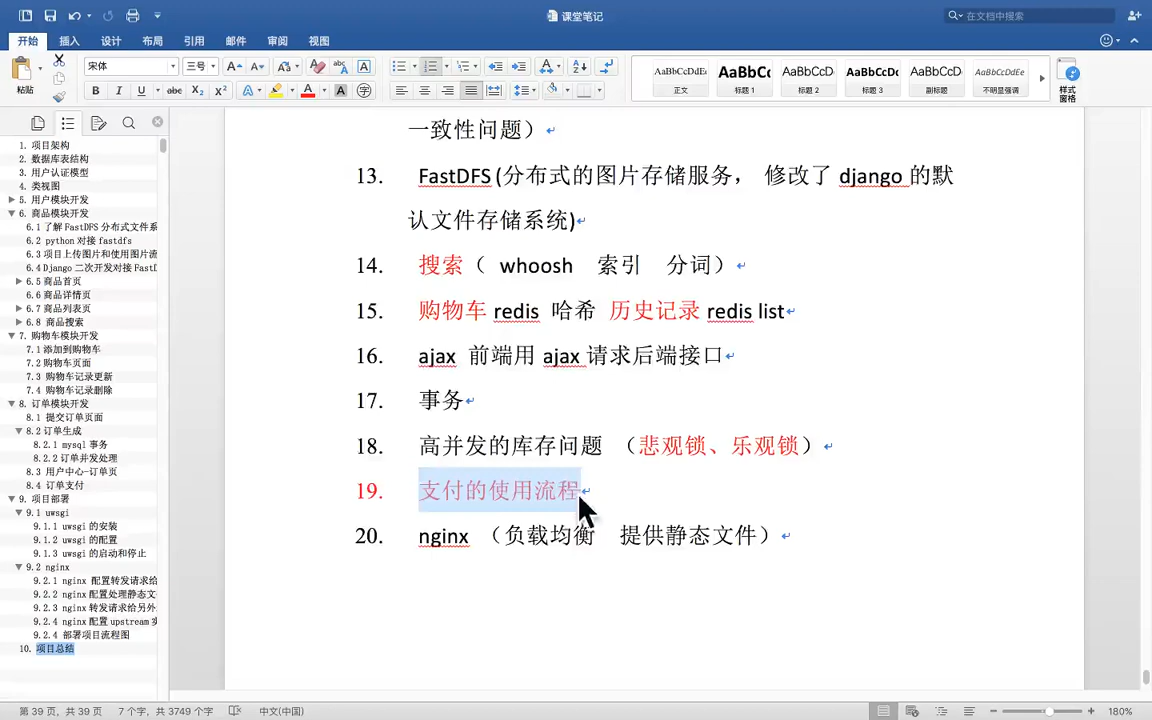 课堂笔记
在文档中搜索
开始 插入 设计 布局 引用 邮件 审阅 视图
粘贴
宋体 三号
AaBbCcDdEe AaBbCc AaBbCcD AaBbCcDc AaBbCcD AaBbCcDdEe
正文 标题 1 标题 2 标题 3 副标题 不明显强调
样式
窗格
1. 项目架构
2. 数据库表结构
3. 用户认证模型
4. 类视图
5. 用户模块开发
6. 商品模块开发
6.1 了解 FastDFS 分布式文件系
6.2 python 对接 fastdfs
6.3 项目上传图片和使用图片流
6.4 Django 二次开发对接 FastD
6.5 商品首页
6.6 商品详情页
6.7 商品列表页
6.8 商品搜索
7. 购物车模块开发
7.1 添加到购物车
7.2 购物车页面
7.3 购物车记录更新
7.4 购物车记录删除
8. 订单模块开发
8.1 提交订单页面
8.2 订单生成
8.2.1 mysql 事务
8.2.2 订单并发处理
8.3 用户中心-订单页
8.4 订单支付
9. 项目部署
9.1 uwsgi
9.1.1 uwsgi 的安装
9.1.2 uwsgi 的配置
9.1.3 uwsgi 的启动和停止
9.2 nginx
9.2.1 nginx 配置转发请求给
9.2.2 nginx 配置处理静态文
9.2.3 nginx 转发请求给另外
9.2.4 nginx 配置 upstream 实
9.2.4 部署项目流程图
10. 项目总结
一致性问题）
13. FastDFS (分布式的图片存储服务， 修改了 django 的默
认文件存储系统)
14. 搜索（ whoosh 索引 分词）
15. 购物车 redis 哈希 历史记录 redis list
16. ajax 前端用 ajax 请求后端接口
17. 事务
18. 高并发的库存问题 （悲观锁、乐观锁）
19. 支付的使用流程
20. nginx （负载均衡 提供静态文件）
第 39 页，共 39 页 7 个字，共 3749 个字 中文(中国) 180%